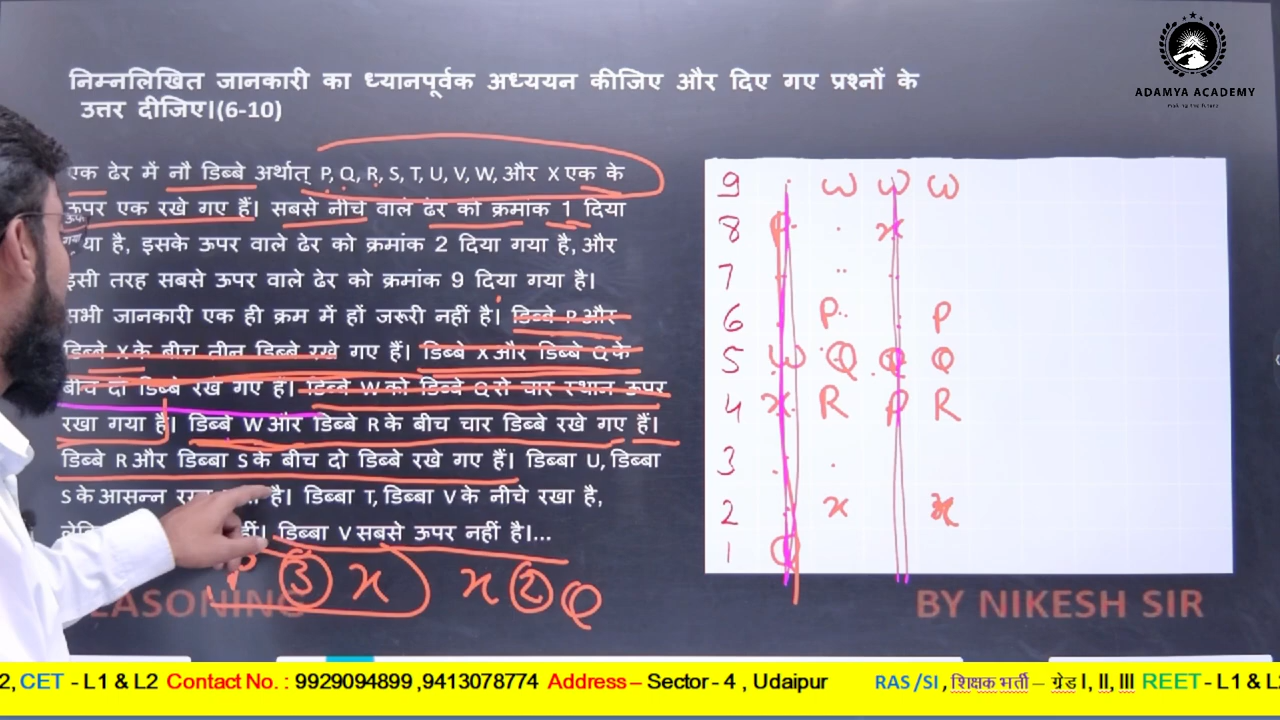 ADAMYA ACADEMY
निम्नलिखित जानकारी का ध्यानपूर्वक अध्ययन कीजिए और दिए गए प्रश्नों के
उत्तर दीजिए।(6-10)
एक ढेर में नौ डिब्बे अर्थात् P, Q, R, S, T, U, V, W, और X एक के
ऊपर एक रखे गए हैं। सबसे नीचे वाले ढेर को क्रमांक 1 दिया
गया है, इसके ऊपर वाले ढेर को क्रमांक 2 दिया गया है, और
इसी तरह सबसे ऊपर वाले ढेर को क्रमांक 9 दिया गया है।
सभी जानकारी एक ही क्रम में हों जरूरी नहीं है। डिब्बे P और
डिब्बे X के बीच तीन डिब्बे रखे गए हैं। डिब्बे X और डिब्बे Q के
बीच दो डिब्बे रखे गए हैं। डिब्बे W को डिब्बे Q से चार स्थान ऊपर
रखा गया है। डिब्बे W और डिब्बे R के बीच चार डिब्बे रखे गए हैं।
डिब्बे R और डिब्बा S के बीच दो डिब्बे रखे गए हैं। डिब्बा U, डिब्बा
S के आसन्न है। डिब्बा T, डिब्बा V के नीचे रखा है,
डिब्बा V सबसे ऊपर नहीं है।...
9 W W W
8 P x
7
6 P P
5 W Q Q Q
4 x R P R
3
2 x x
1 Q
P 3 x x 2 Q
BY NIKESH SIR
2, CET - L1 & L2 Contact No. : 9929094899 ,9413078774 Address – Sector - 4 , Udaipur RAS /SI , शिक्षक भर्ती – ग्रेड I, II, III REET - L1 & L2